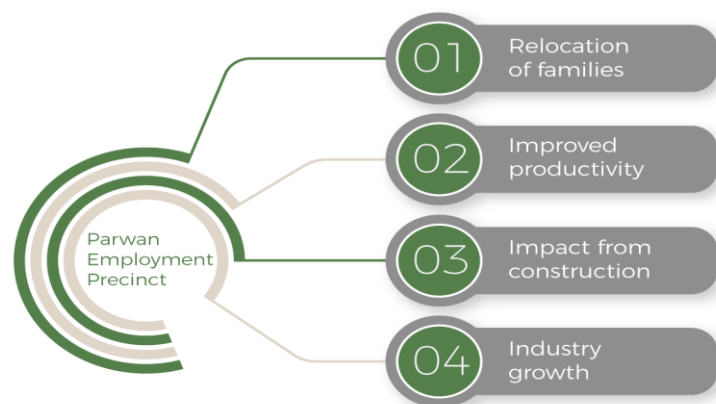 Parwan
Employment
Precinct
01
Relocation
of families
02
Improved
productivity
03
Impact from
construction
04
Industry
growth